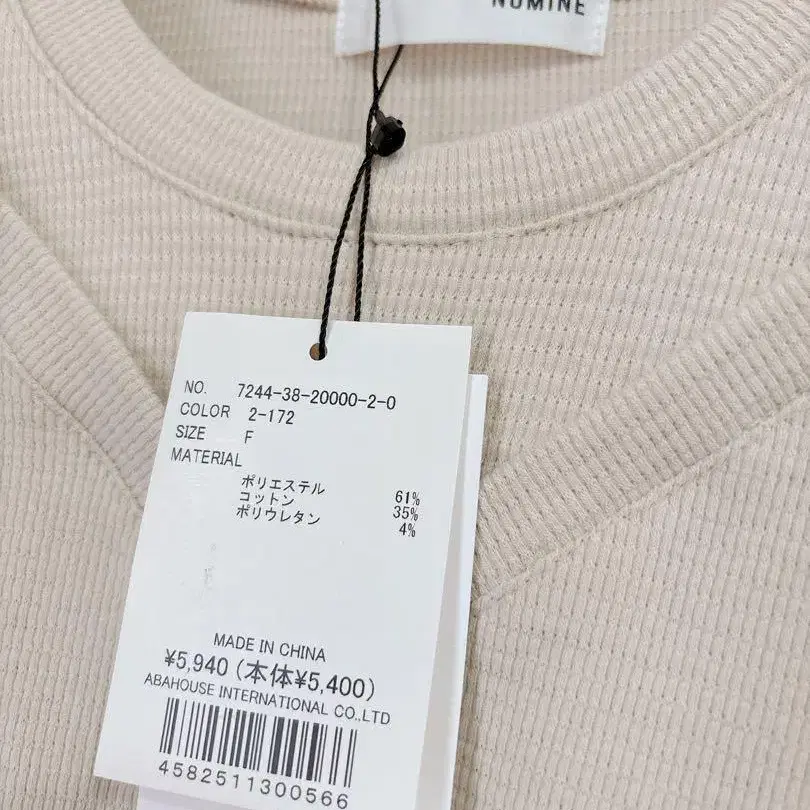 NUMINE
NO. 7244-38-20000-2-0
COLOR 2-172
SIZE F
MATERIAL
ポリエステル 61%
コットン 35%
ポリウレタン 4%
MADE IN CHINA
¥5,940 (本体¥5,400)
ABAHOUSE INTERNATIONAL CO.,LTD
4582511300566